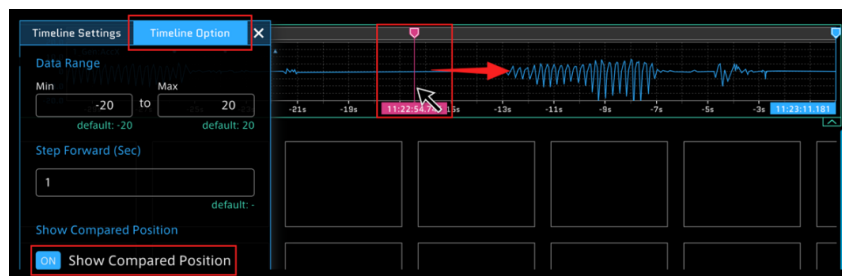 Timeline Settings
Timeline Option
Data Range
Min
Max
-20
to
20
default: -20
default: 20
Step Forward (Sec)
1
default: -
Show Compared Position
ON
Show Compared Position
-21s
-19s
-13s
-11s
-9s
-7s
-5s
-3s
11:23:11.181